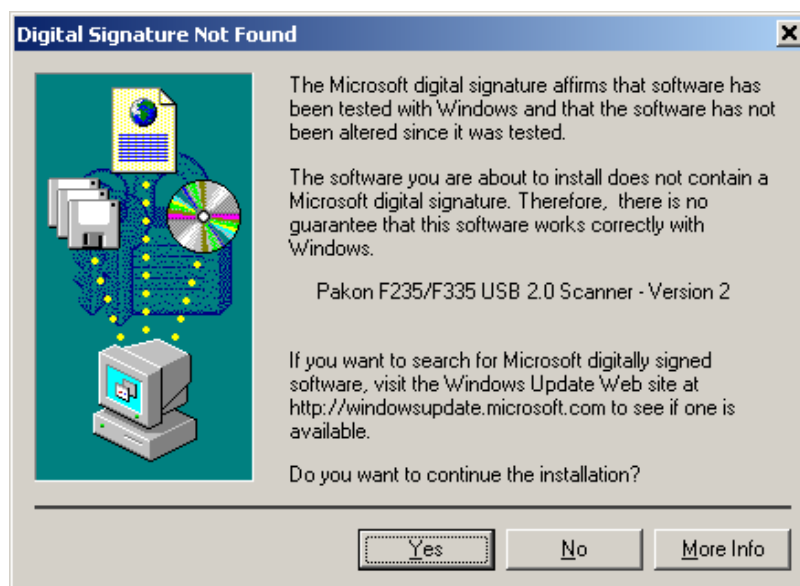 Digital Signature Not Found
The Microsoft digital signature affirms that software has
been tested with Windows and that the software has not
been altered since it was tested.
The software you are about to install does not contain a
Microsoft digital signature. Therefore,  there is no
guarantee that this software works correctly with
Windows.
Pakon F235/F335 USB 2.0 Scanner - Version 2
If you want to search for Microsoft digitally signed
software, visit the Windows Update Web site at
http://windowsupdate.microsoft.com to see if one is
available.
Do you want to continue the installation?
Yes
No
More Info